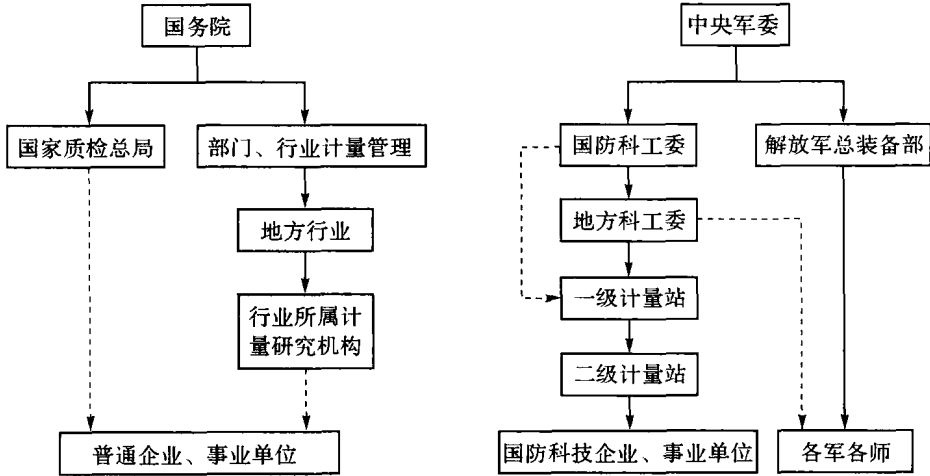 国务院
中央军委
国家质检总局
部门、行业计量管理
国防科工委
解放军总装备部
地方行业
地方科工委
行业所属计
量研究机构
一级计量站
二级计量站
普通企业、事业单位
国防科技企业、事业单位
各军各师